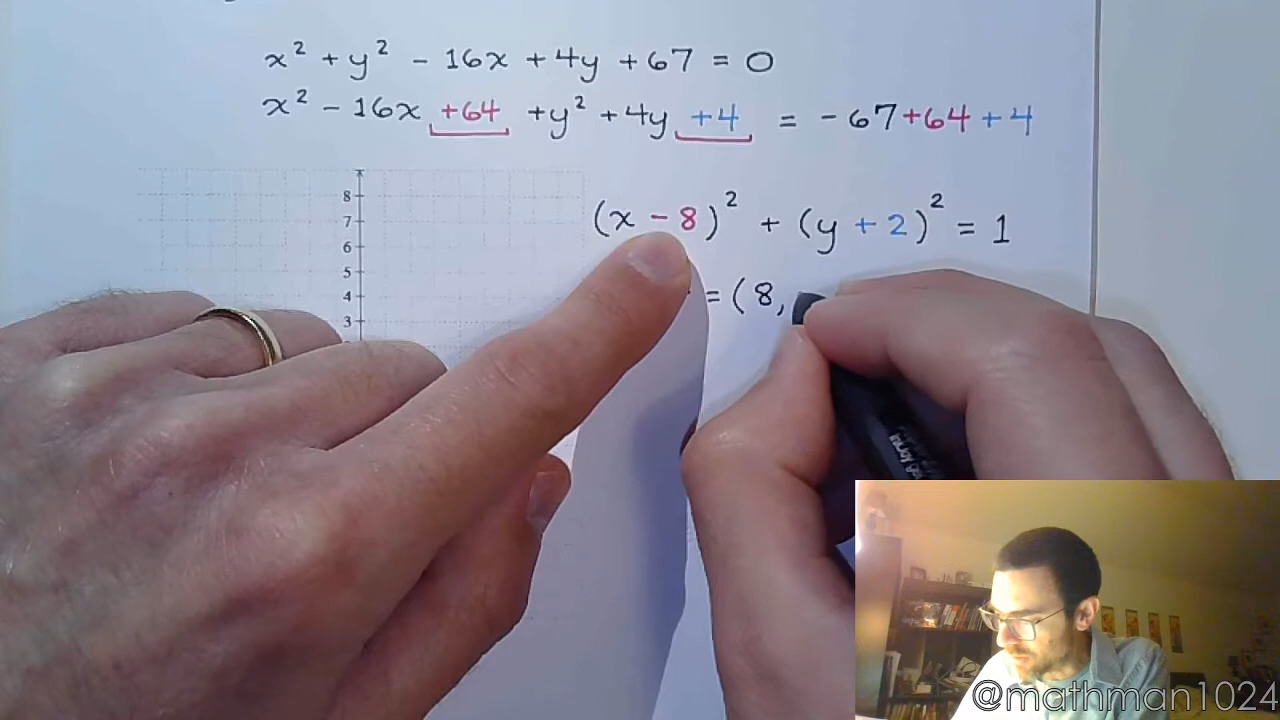 x² + y² - 16x + 4y + 67 = 0
x² - 16x +64 + y² + 4y +4 = -67 +64 +4
8
7
6
5
4
3
(x - 8)² + (y + 2)² = 1
= (8,
@mathman1024